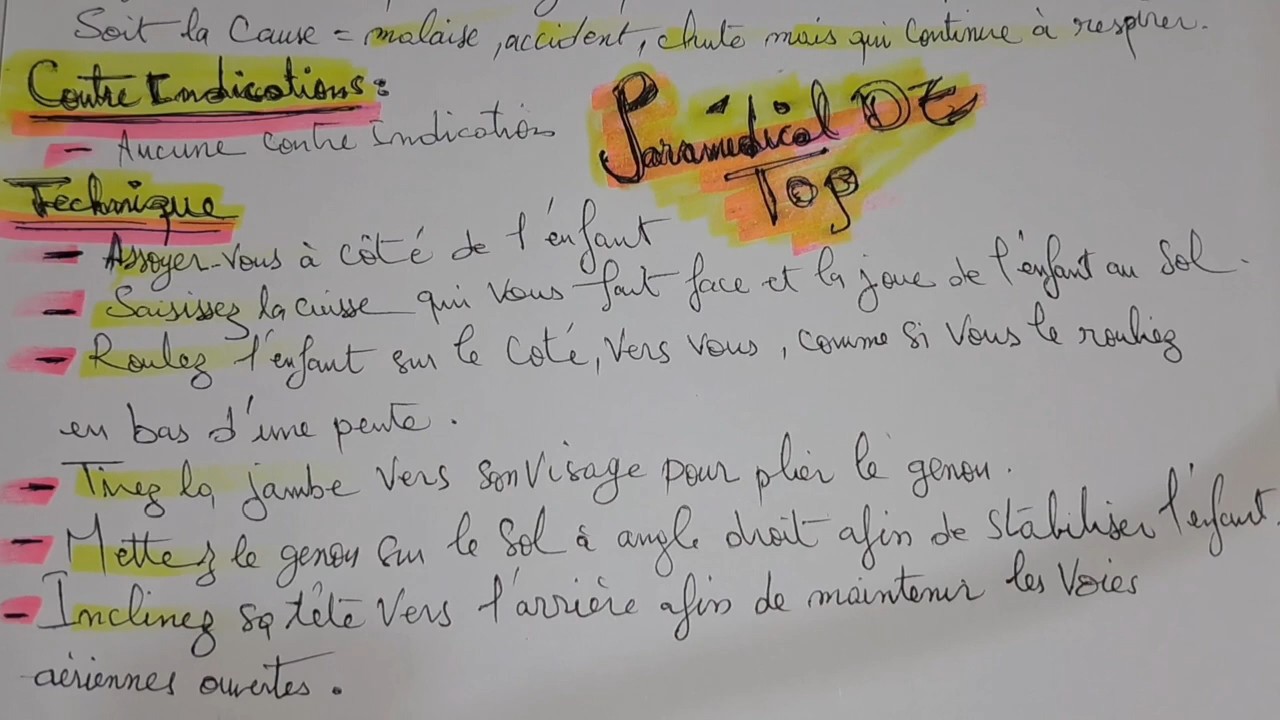 Soit la Cause = malaise, accident, chute mais qui continue à respirer.
Contre Indications :
- Aucune contre Indication
Paramédical DZ
Top
Technique
- Assoyer-vous à côté de l'enfant
- Saisissez la cuisse qui vous fait face et la joue de l'enfant au sol.
- Roulez l'enfant sur le coté, vers vous, comme si vous le rouliez
en bas d'une pente.
- Tirez la jambe vers son visage pour plier le genou.
- Mettez le genou sur le sol à angle droit afin de stabiliser l'enfant.
- Inclinez sa tête vers l'arrière afin de maintenir les voies
aériennes ouvertes.